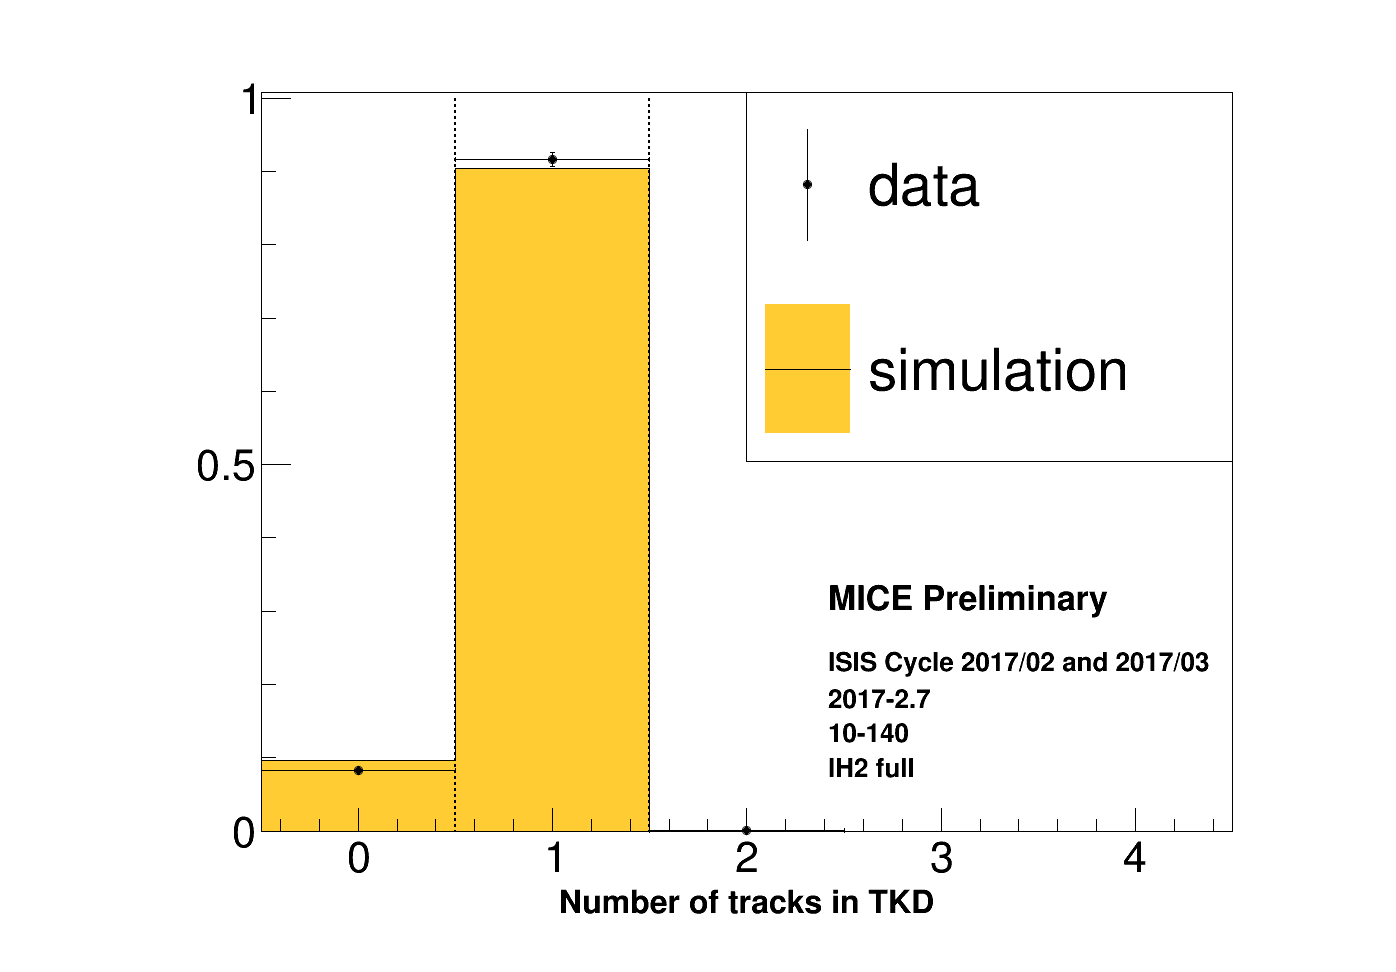 1
data
simulation
0.5
MICE Preliminary
ISIS Cycle 2017/02 and 2017/03
2017-2.7
10-140
IH2 full
0
0 1 2 3 4
Number of tracks in TKD